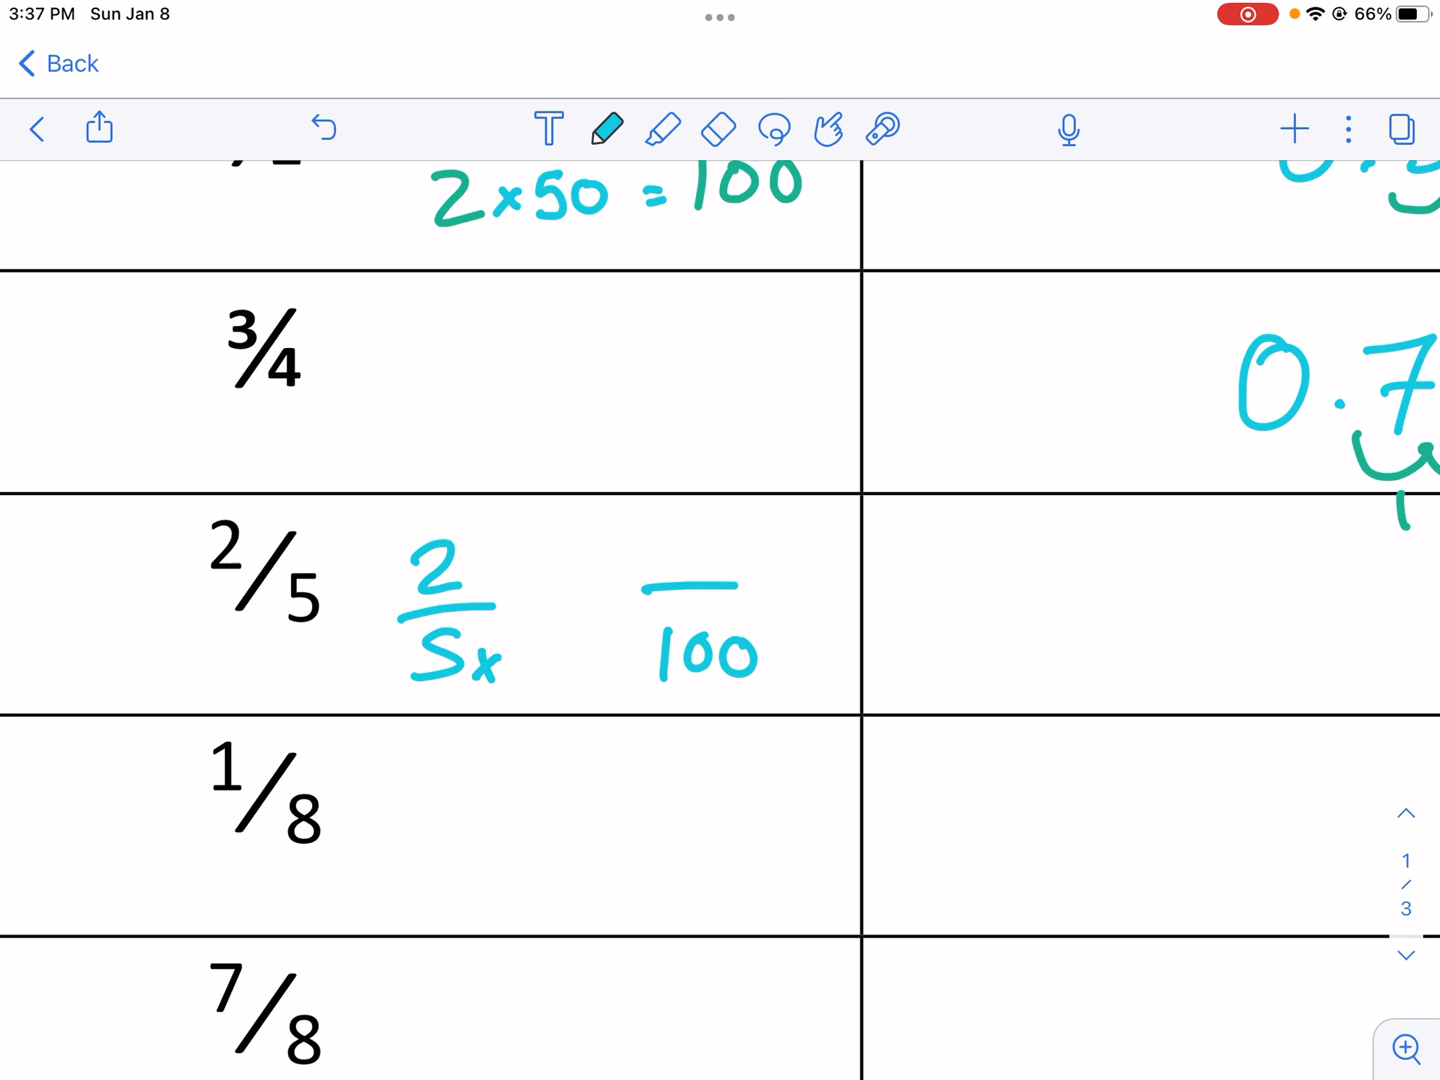 3:37 PM Sun Jan 8
66%
Back
2 x 50 = 100
3/4
0.7
2/5 2/5x /100
1/8
7/8
1
/
3